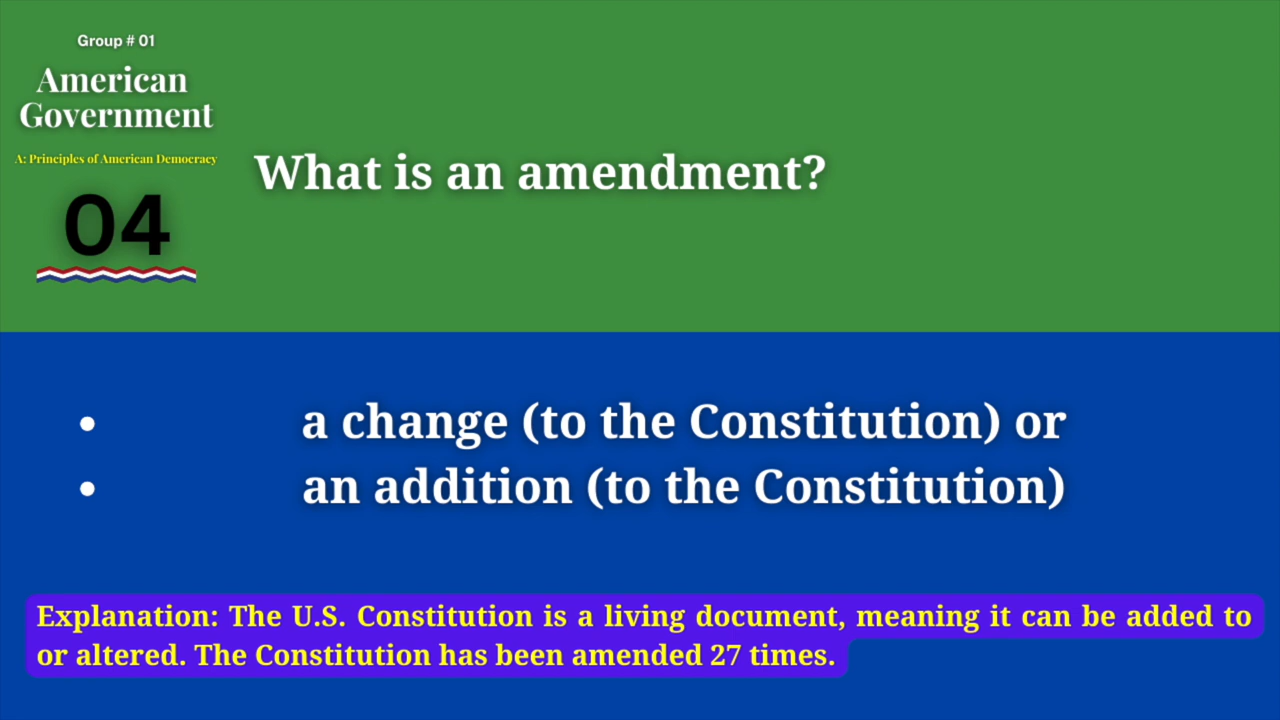 Group # 01
American
Government
A: Principles of American Democracy
04
What is an amendment?
• a change (to the Constitution) or
• an addition (to the Constitution)
Explanation: The U.S. Constitution is a living document, meaning it can be added to
or altered. The Constitution has been amended 27 times.